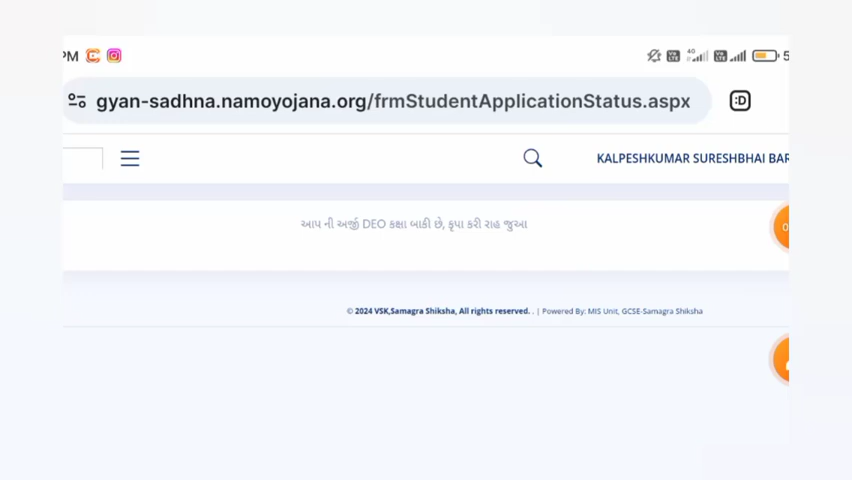 PM
4G
gyan-sadhna.namoyojana.org/frmStudentApplicationStatus.aspx
:D
KALPESHKUMAR SURESHBHAI BAR
આપ ની અર્જી DEO કક્ષા બાકી છે, કૃપા કરી રાહ જુઆ
© 2024 VSK,Samagra Shiksha, All rights reserved. . | Powered By: MIS Unit, GCSE-Samagra Shiksha